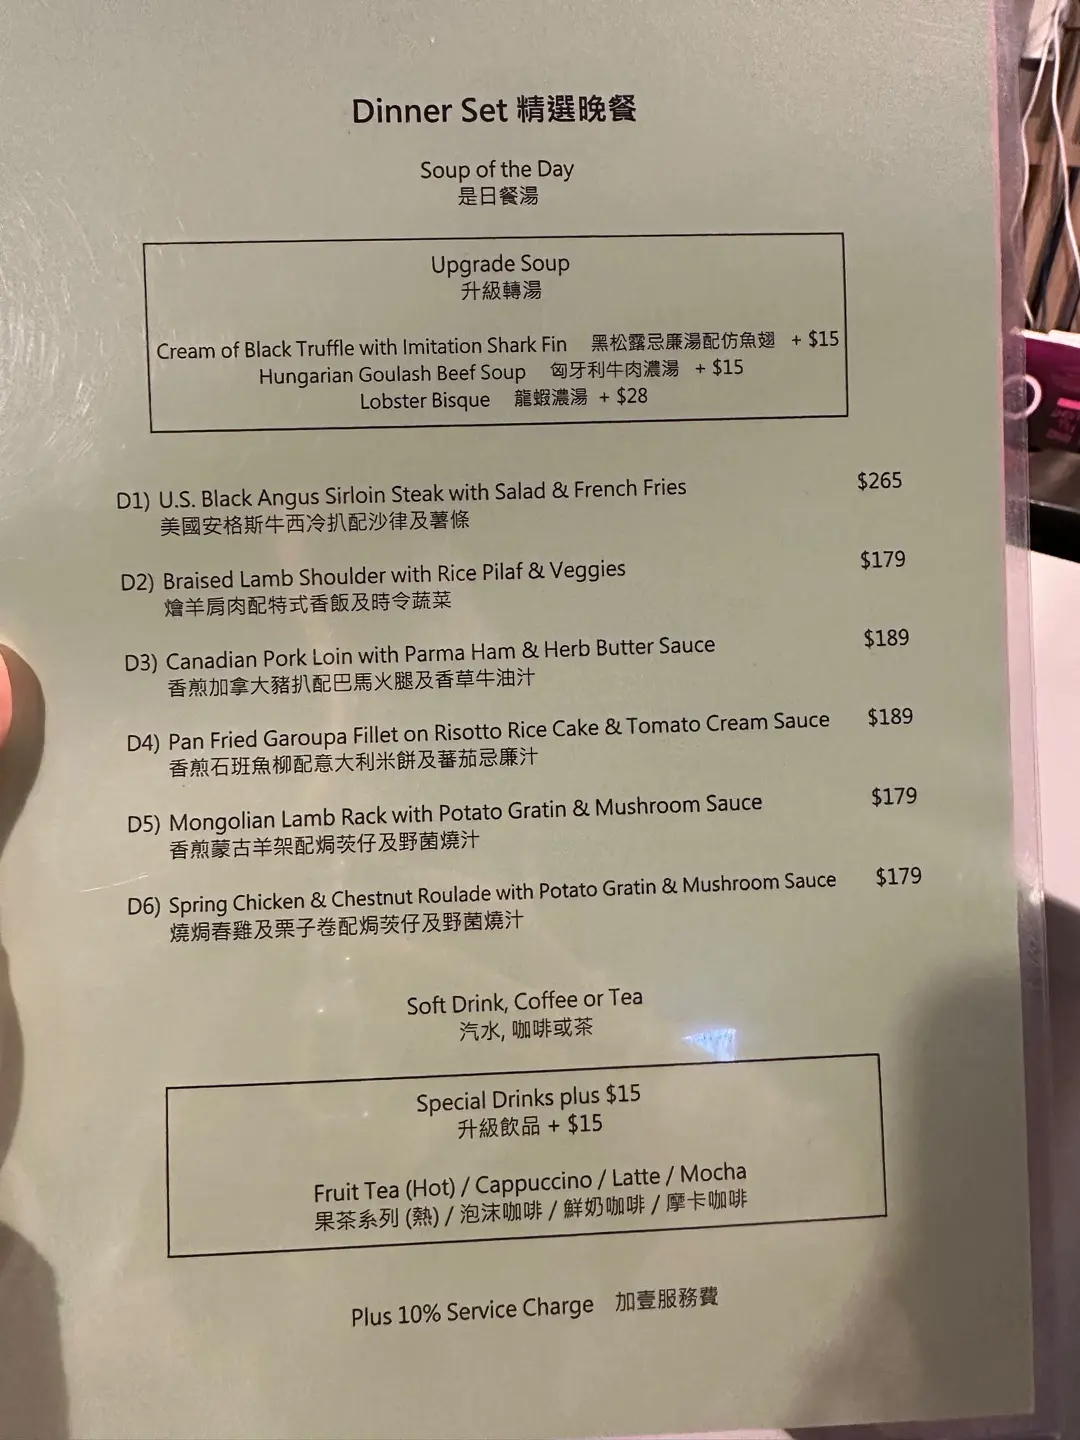 Dinner Set 精選晚餐
Soup of the Day
是日餐湯
Upgrade Soup
升級轉湯
Cream of Black Truffle with Imitation Shark Fin 黑松露忌廉湯配仿魚翅 + $15
Hungarian Goulash Beef Soup 匈牙利牛肉濃湯 + $15
Lobster Bisque 龍蝦濃湯 + $28
D1) U.S. Black Angus Sirloin Steak with Salad & French Fries $265
美國安格斯牛西冷扒配沙律及薯條
D2) Braised Lamb Shoulder with Rice Pilaf & Veggies $179
燴羊肩肉配特式香飯及時令蔬菜
D3) Canadian Pork Loin with Parma Ham & Herb Butter Sauce $189
香煎加拿大豬扒配巴馬火腿及香草牛油汁
D4) Pan Fried Garoupa Fillet on Risotto Rice Cake & Tomato Cream Sauce $189
香煎石班魚柳配意大利米餅及蕃茄忌廉汁
D5) Mongolian Lamb Rack with Potato Gratin & Mushroom Sauce $179
香煎蒙古羊架配焗茨仔及野菌燒汁
D6) Spring Chicken & Chestnut Roulade with Potato Gratin & Mushroom Sauce $179
燒焗春雞及栗子卷配焗茨仔及野菌燒汁
Soft Drink, Coffee or Tea
汽水, 咖啡或茶
Special Drinks plus $15
升級飲品 + $15
Fruit Tea (Hot) / Cappuccino / Latte / Mocha
果茶系列 (熱) / 泡沫咖啡 / 鮮奶咖啡 / 摩卡咖啡
Plus 10% Service Charge 加壹服務費